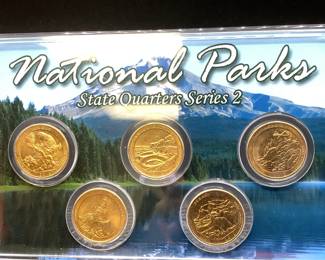 National Parks
State Quarters Series 2